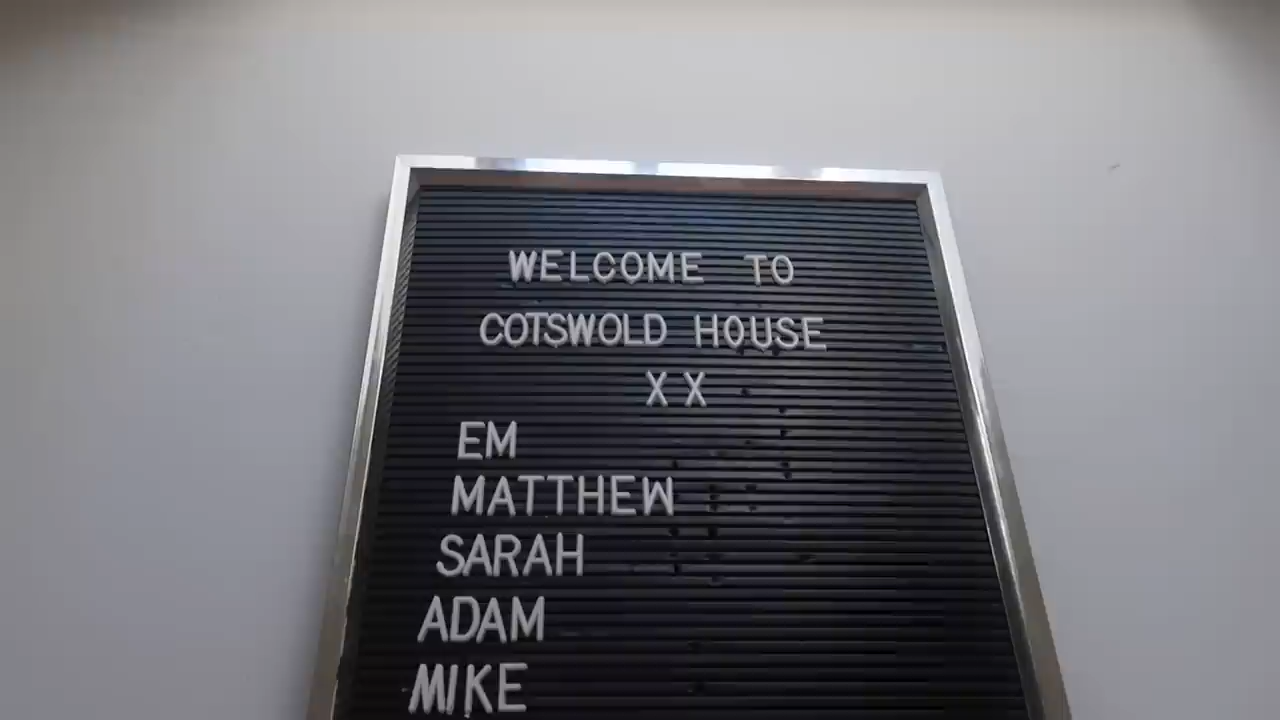 WELCOME TO
COTSWOLD HOUSE
XX
EM
MATTHEW
SARAH
ADAM
MIKE